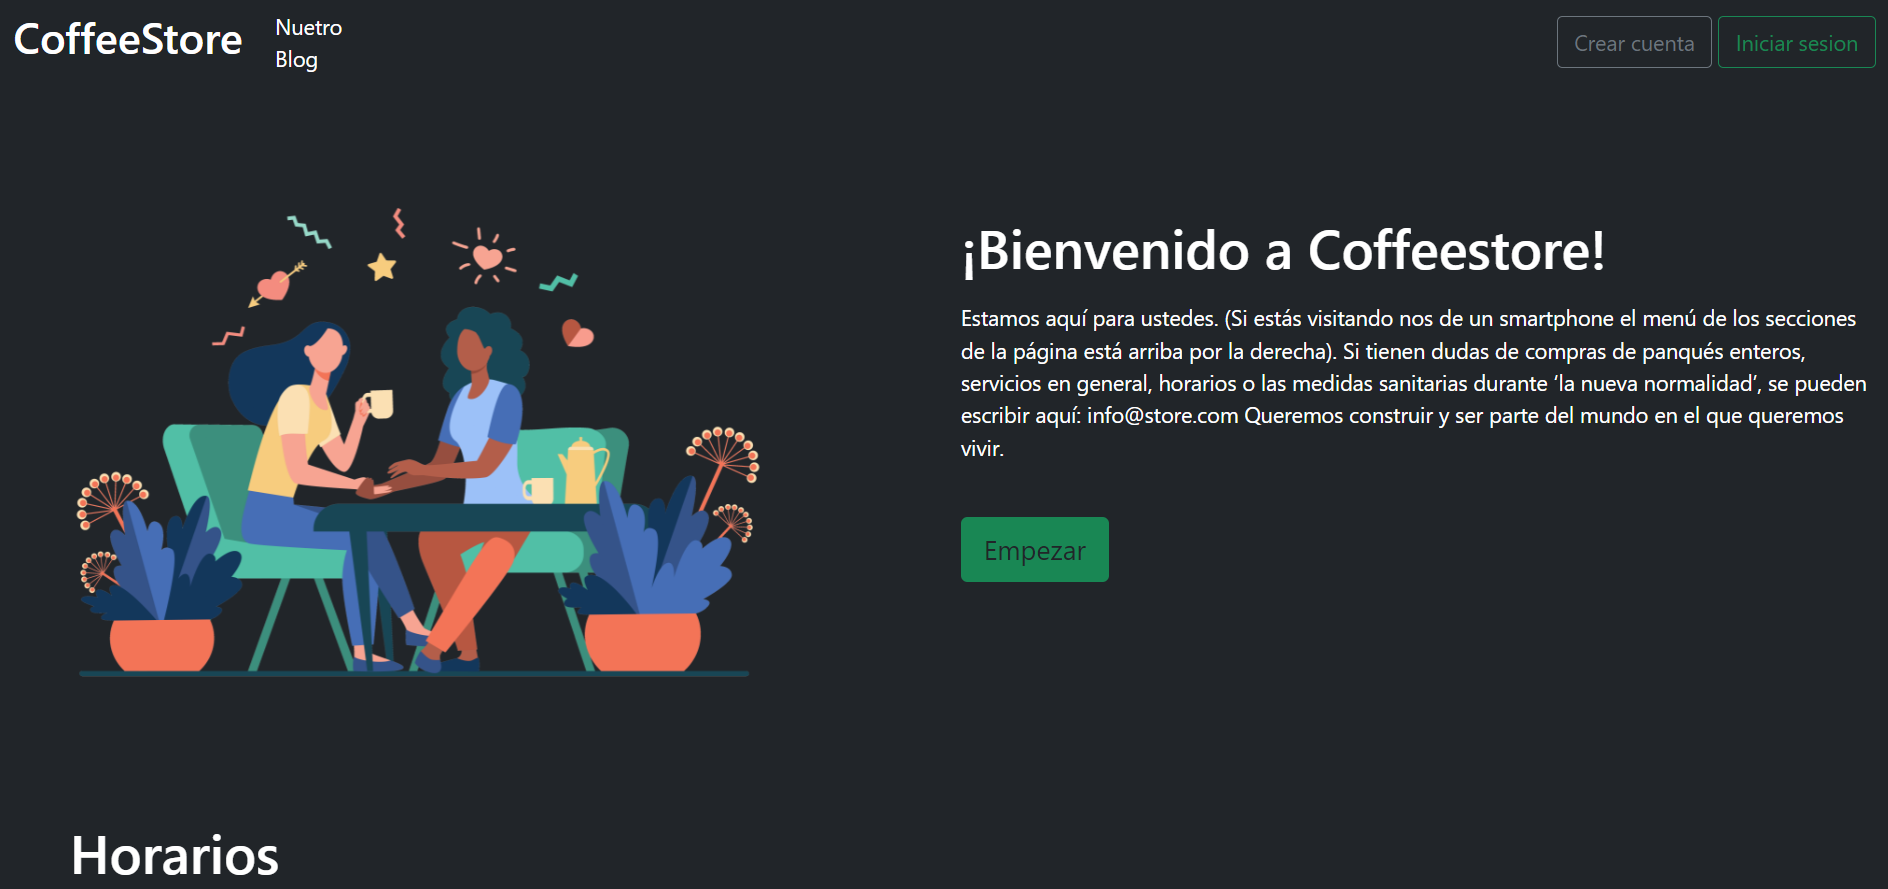 CoffeeStore
Nuetro
Blog
Crear cuenta
Iniciar sesion
¡Bienvenido a Coffeestore!
Estamos aquí para ustedes. (Si estás visitando nos de un smartphone el menú de los secciones
de la página está arriba por la derecha). Si tienen dudas de compras de panqués enteros,
servicios en general, horarios o las medidas sanitarias durante ‘la nueva normalidad’, se pueden
escribir aquí: info@store.com Queremos construir y ser parte del mundo en el que queremos
vivir.
Empezar
Horarios